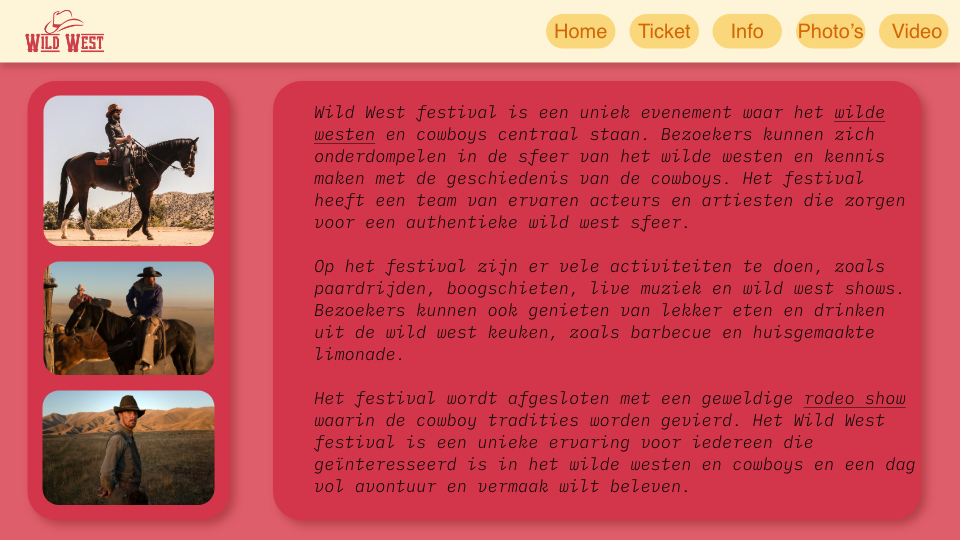 WILD WEST
Home
Ticket
Info
Photo's
Video
Wild West festival is een uniek evenement waar het wilde
westen en cowboys centraal staan. Bezoekers kunnen zich
onderdompelen in de sfeer van het wilde westen en kennis
maken met de geschiedenis van de cowboys. Het festival
heeft een team van ervaren acteurs en artiesten die zorgen
voor een authentieke wild west sfeer.
Op het festival zijn er vele activiteiten te doen, zoals
paardrijden, boogschieten, live muziek en wild west shows.
Bezoekers kunnen ook genieten van lekker eten en drinken
uit de wild west keuken, zoals barbecue en huisgemaakte
limonade.
Het festival wordt afgesloten met een geweldige rodeo show
waarin de cowboy tradities worden gevierd. Het Wild West
festival is een unieke ervaring voor iedereen die
geïnteresseerd is in het wilde westen en cowboys en een dag
vol avontuur en vermaak wilt beleven.